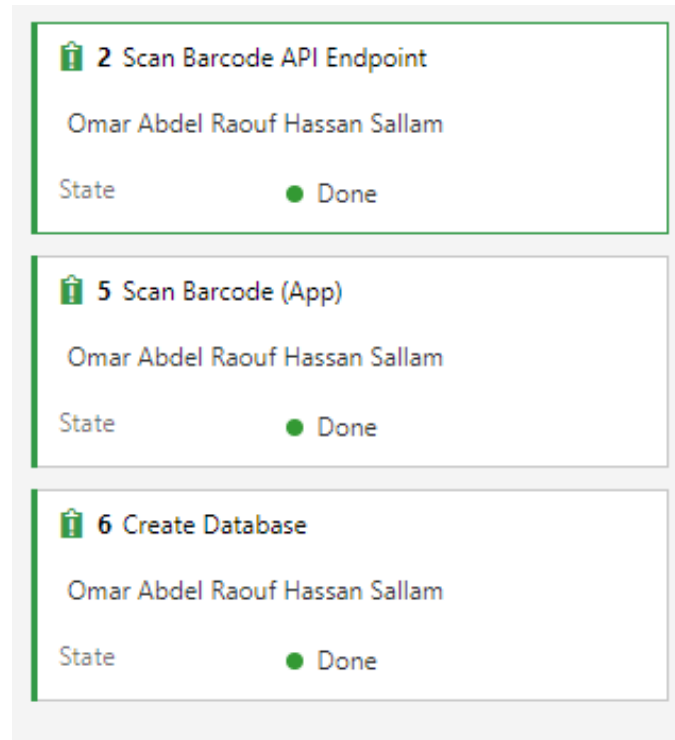 2 Scan Barcode API Endpoint
Omar Abdel Raouf Hassan Sallam
State Done
5 Scan Barcode (App)
Omar Abdel Raouf Hassan Sallam
State Done
6 Create Database
Omar Abdel Raouf Hassan Sallam
State Done